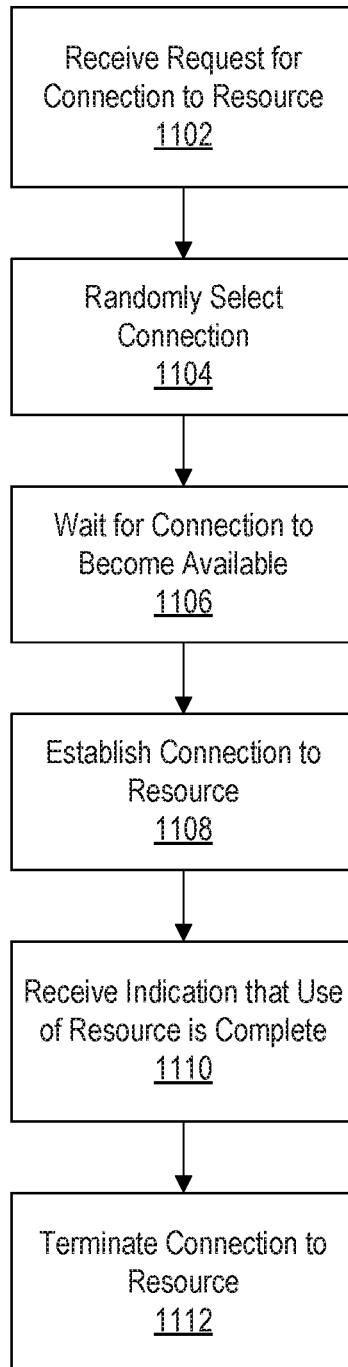 Receive Request for
Connection to Resource
1102
Randomly Select
Connection
1104
Wait for Connection to
Become Available
1106
Establish Connection to
Resource
1108
Receive Indication that Use
of Resource is Complete
1110
Terminate Connection to
Resource
1112